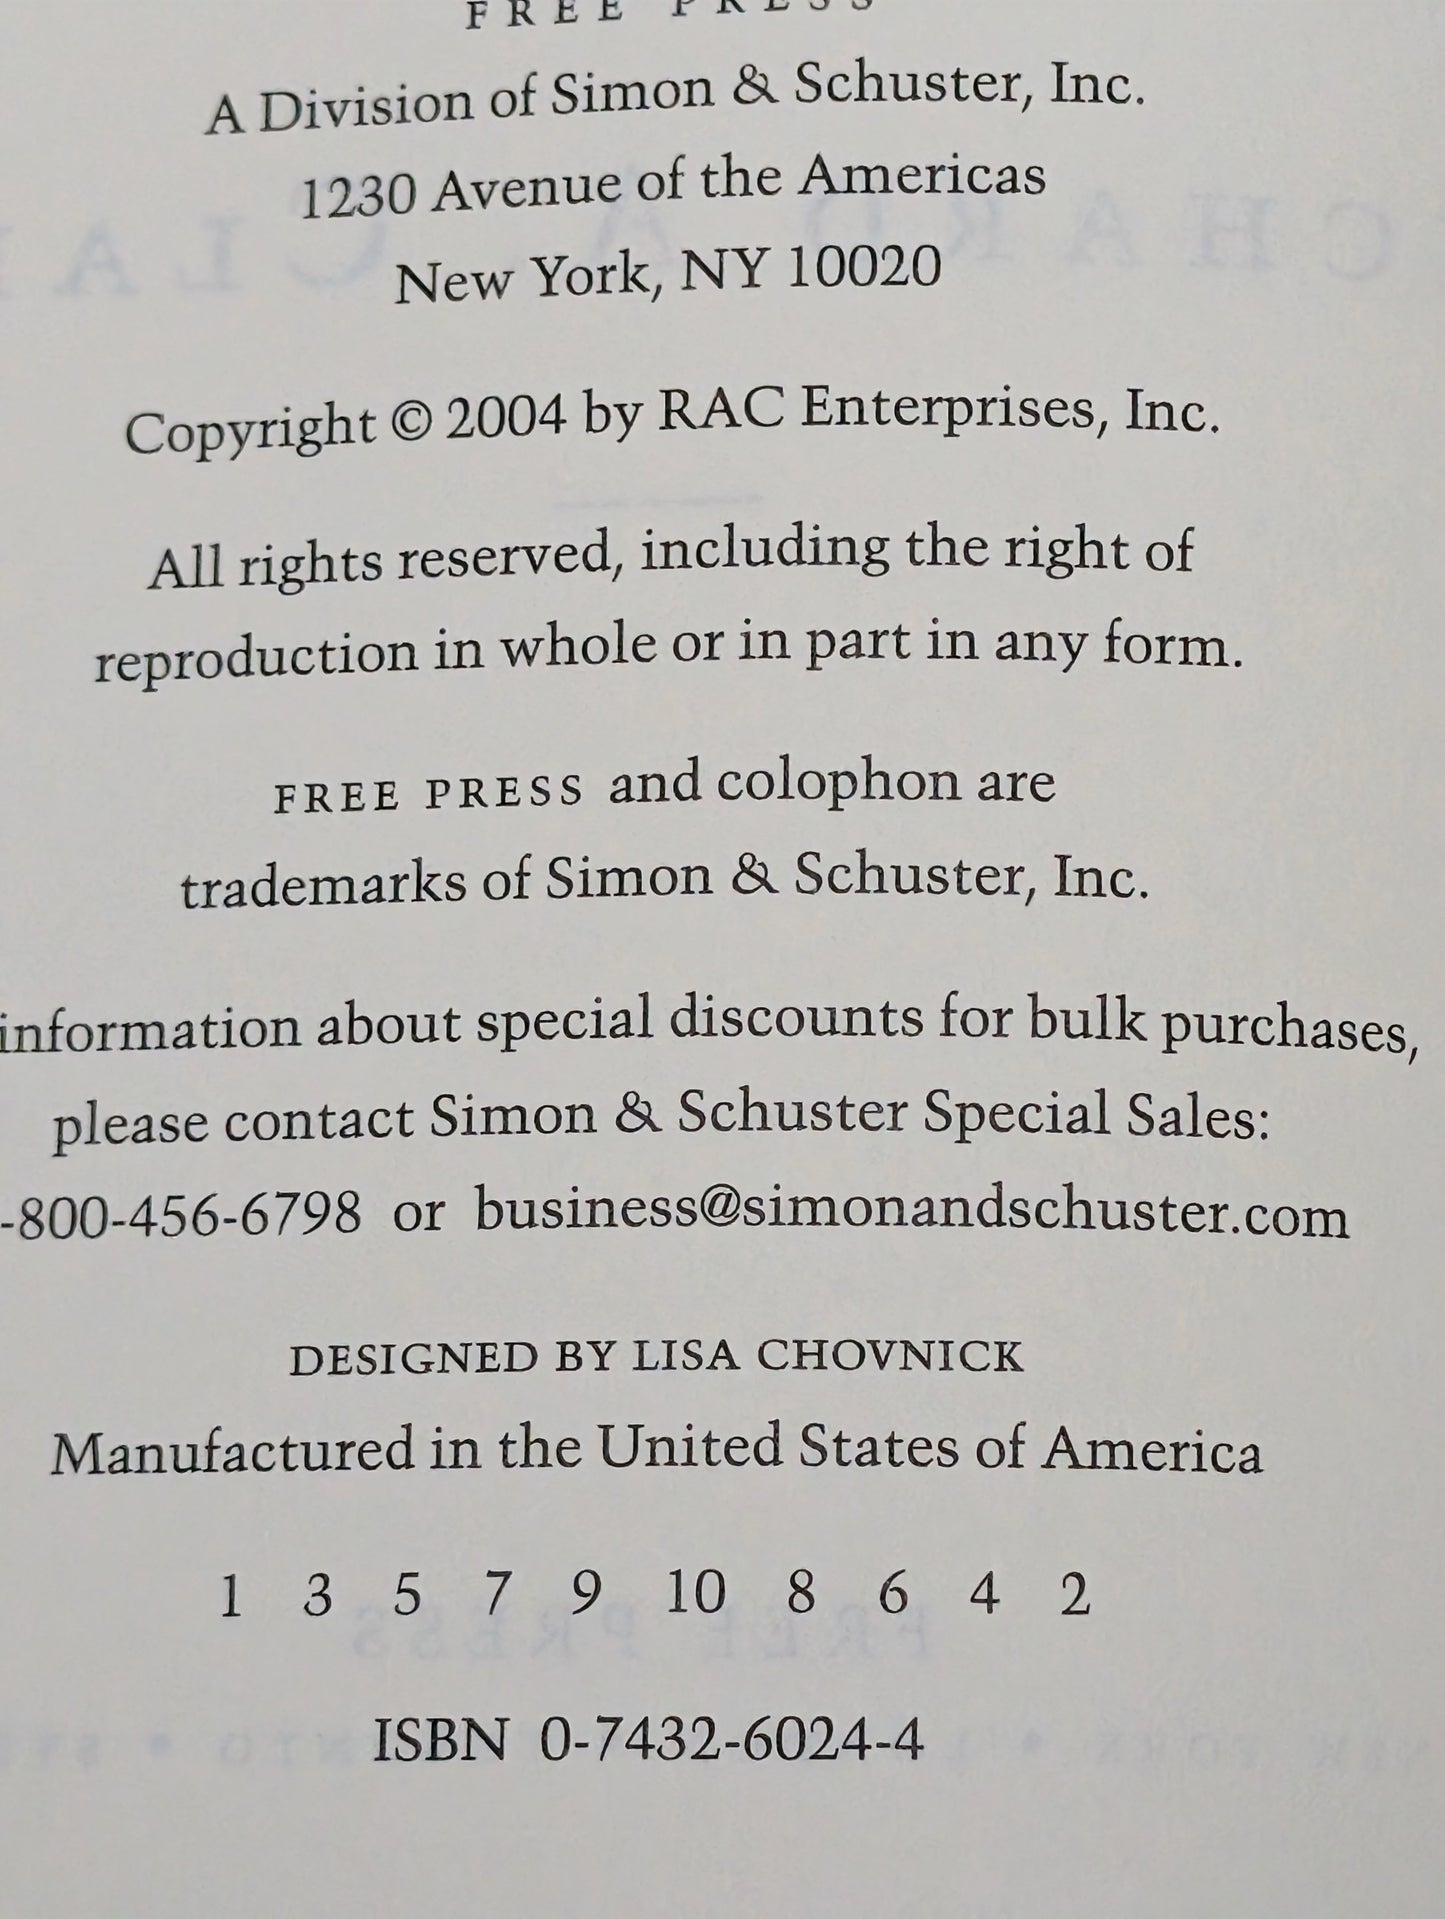 FREE PRESS
A Division of Simon & Schuster, Inc.
1230 Avenue of the Americas
New York, NY 10020
Copyright © 2004 by RAC Enterprises, Inc.
All rights reserved, including the right of
reproduction in whole or in part in any form.
FREE PRESS and colophon are
trademarks of Simon & Schuster, Inc.
information about special discounts for bulk purchases,
please contact Simon & Schuster Special Sales:
-800-456-6798 or business@simonandschuster.com
DESIGNED BY LISA CHOVNICK
Manufactured in the United States of America
1 3 5 7 9 10 8 6 4 2
ISBN 0-7432-6024-4